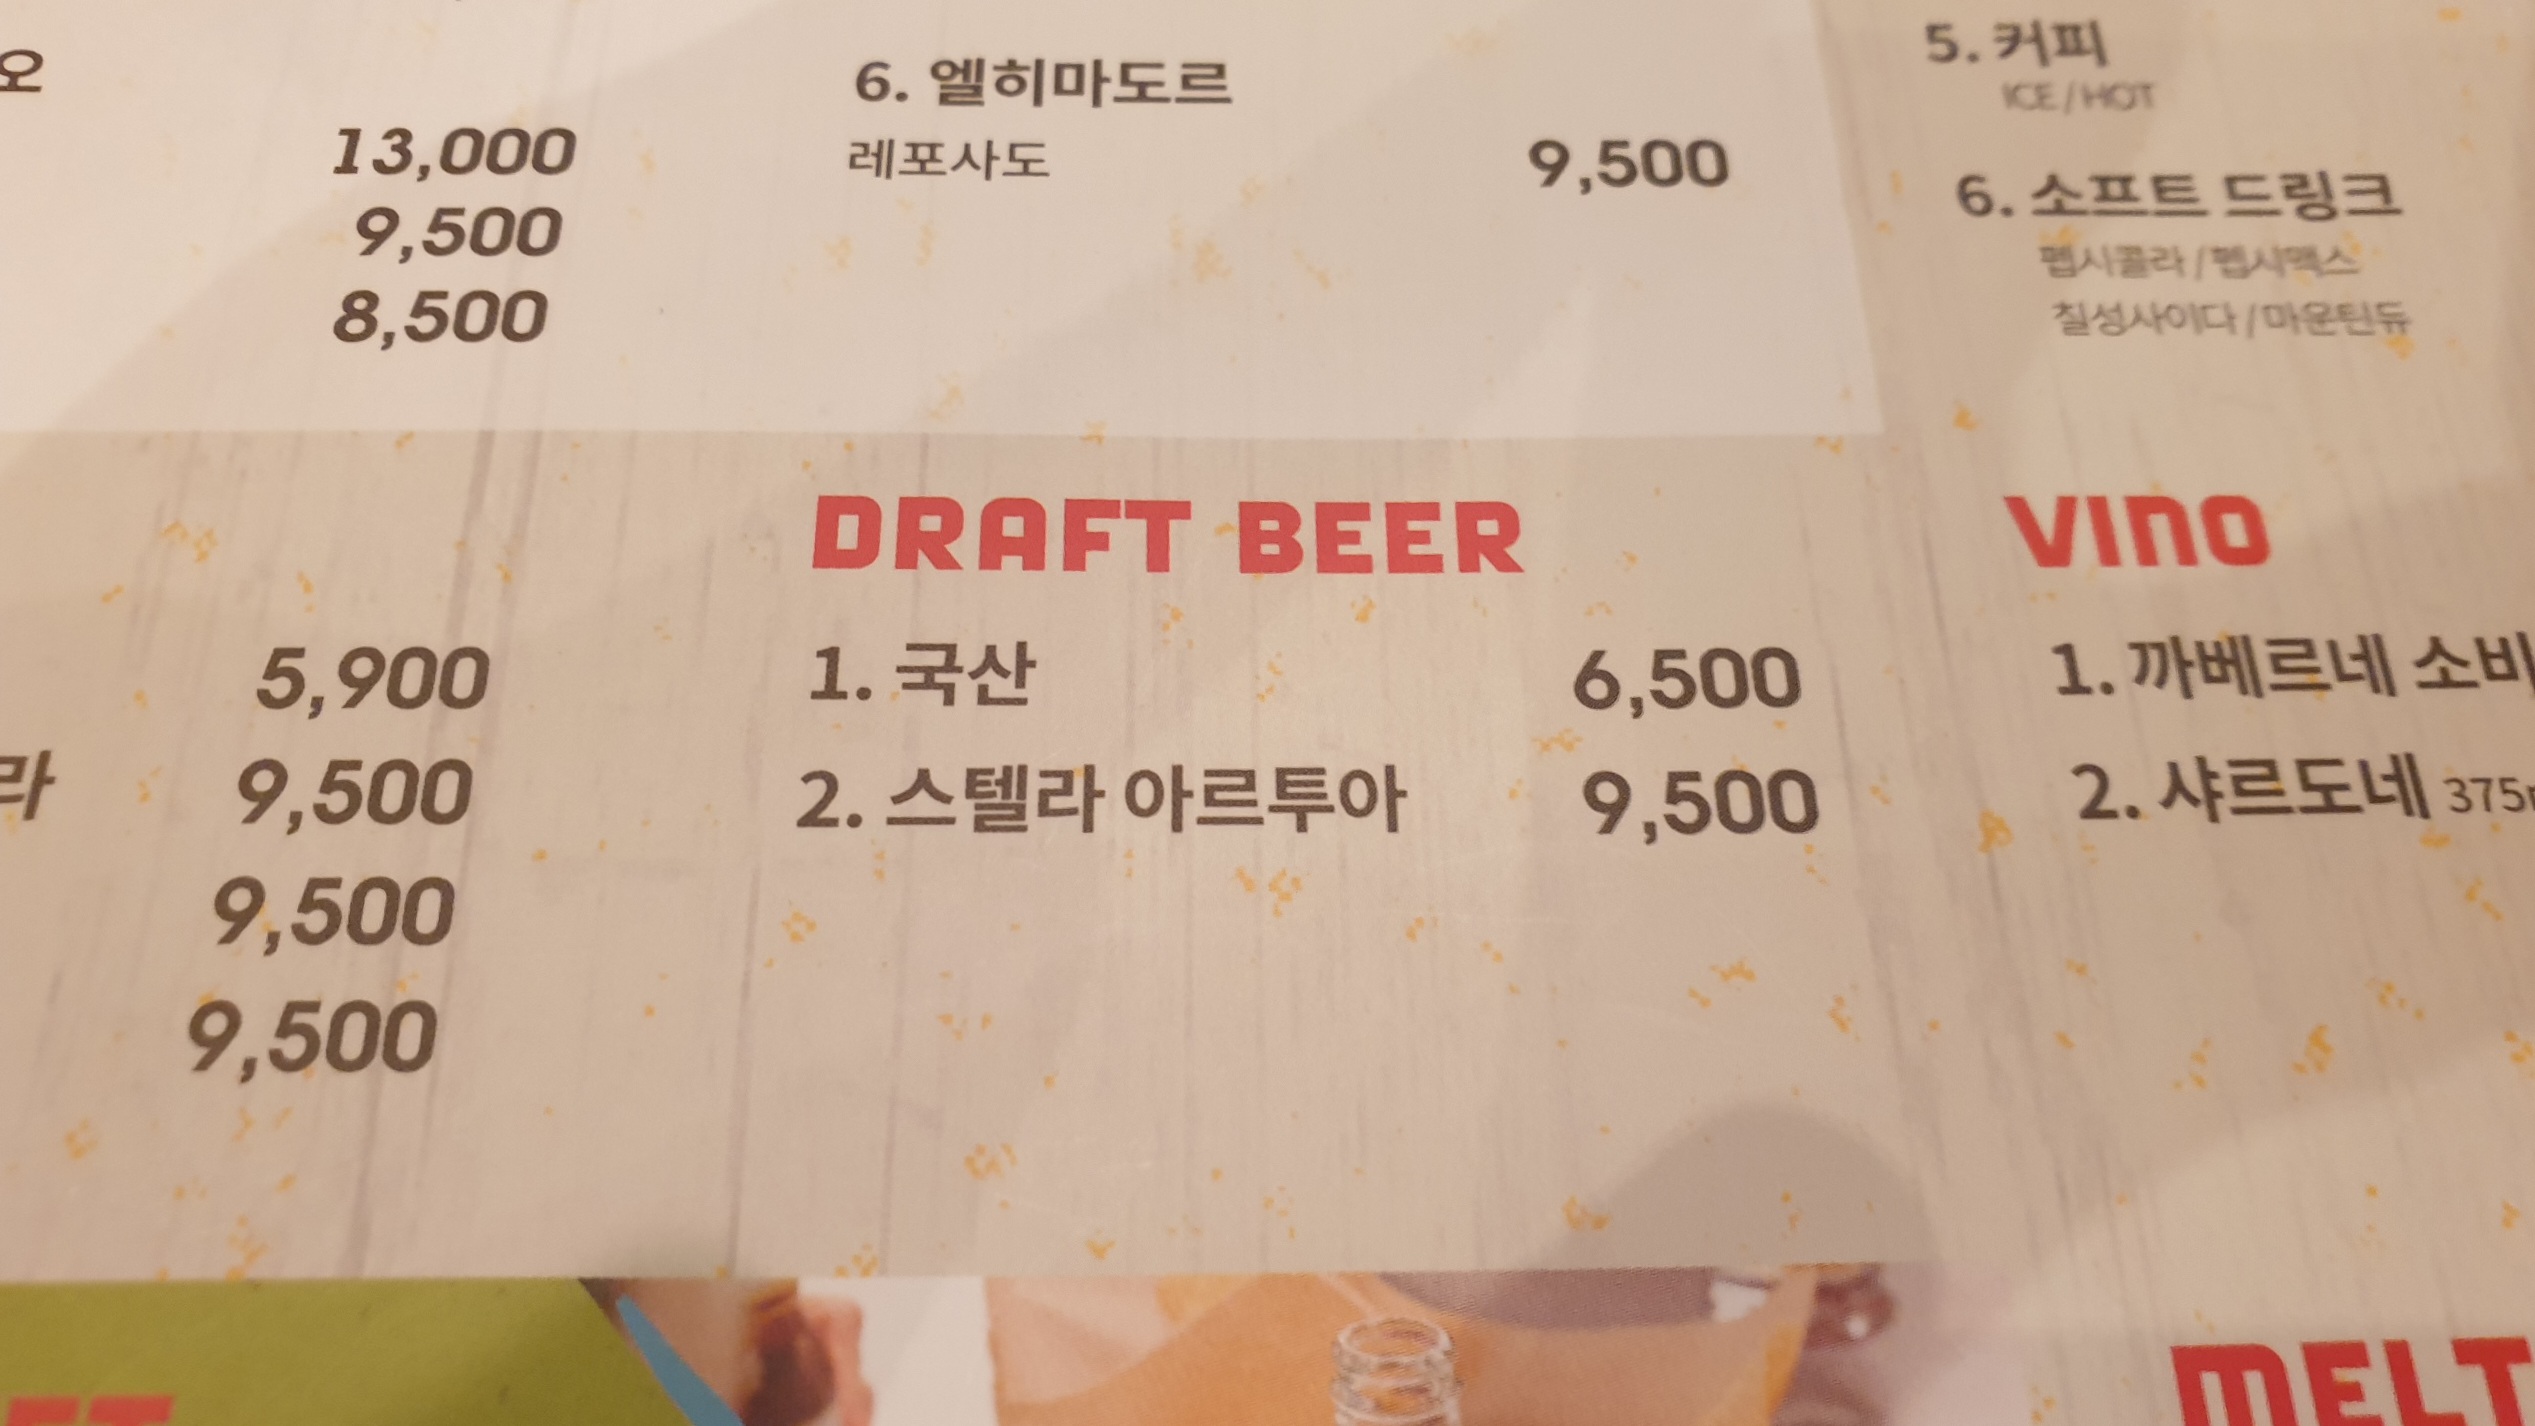 오
13,000
9,500
8,500
6. 엘히마도르
레포사도 9,500
5. 커피
ICE / HOT
6. 소프트 드링크
펩시콜라 / 펩시맥스
칠성사이다 / 마운틴듀
5,900
라 9,500
9,500
9,500
DRAFT BEER
1. 국산 6,500
2. 스텔라 아르투아 9,500
VINO
1. 까베르네 소비
2. 샤르도네 375
FT
MELT